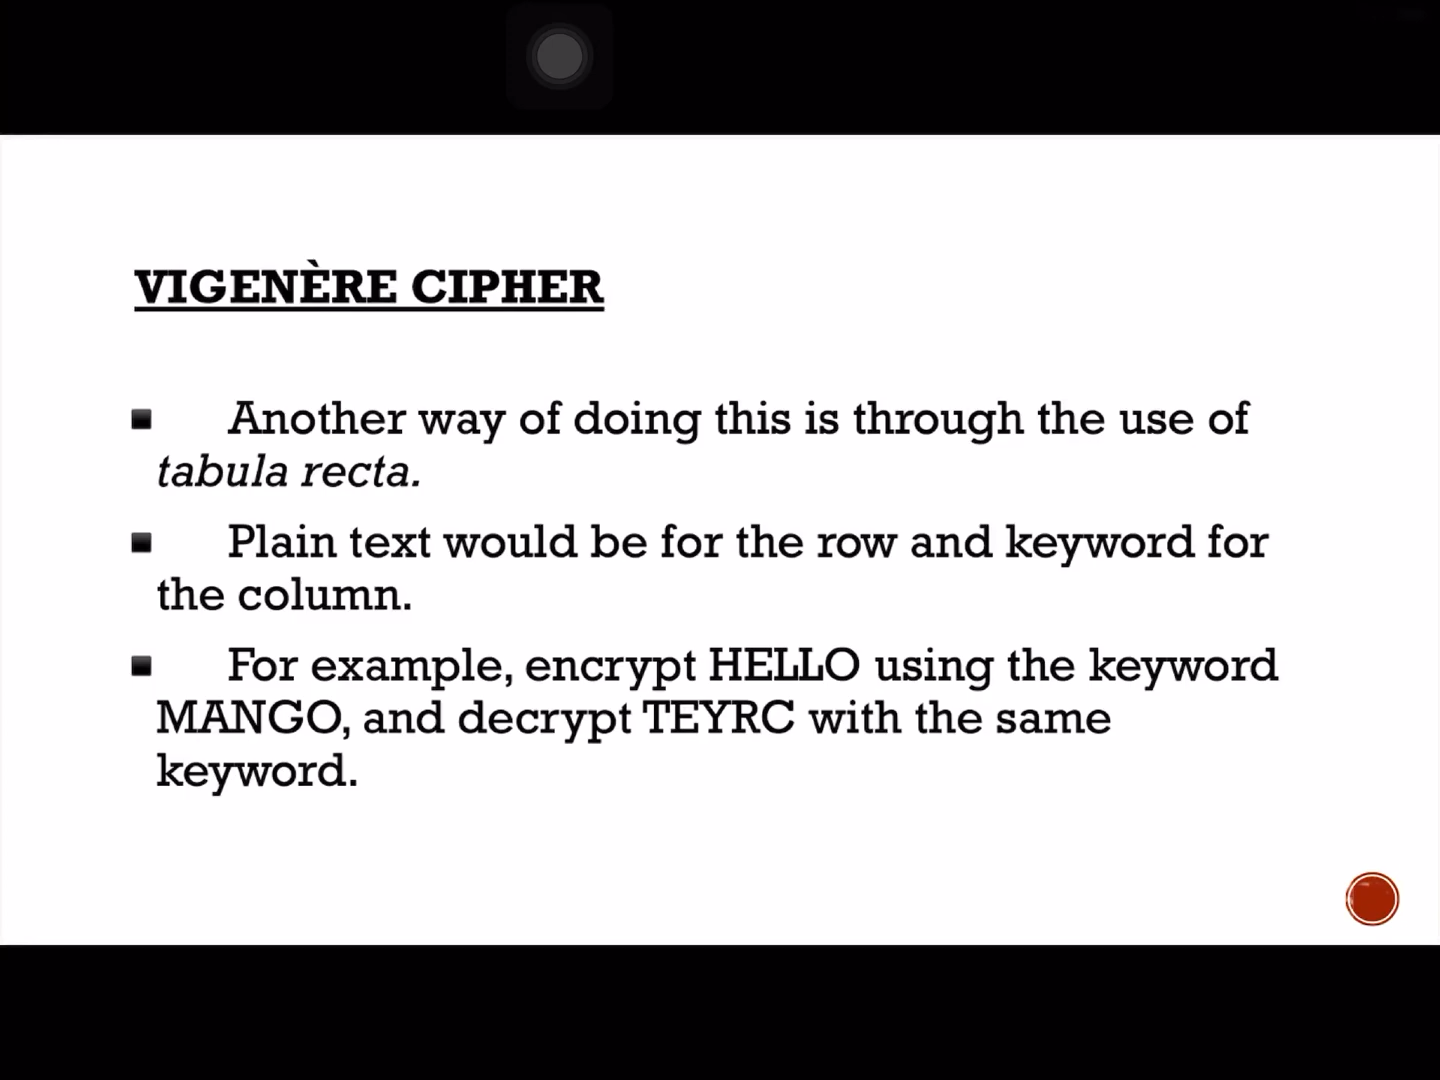 VIGENÈRE CIPHER
Another way of doing this is through the use of
tabula recta.
Plain text would be for the row and keyword for
the column.
For example, encrypt HELLO using the keyword
MANGO, and decrypt TEYRC with the same
keyword.